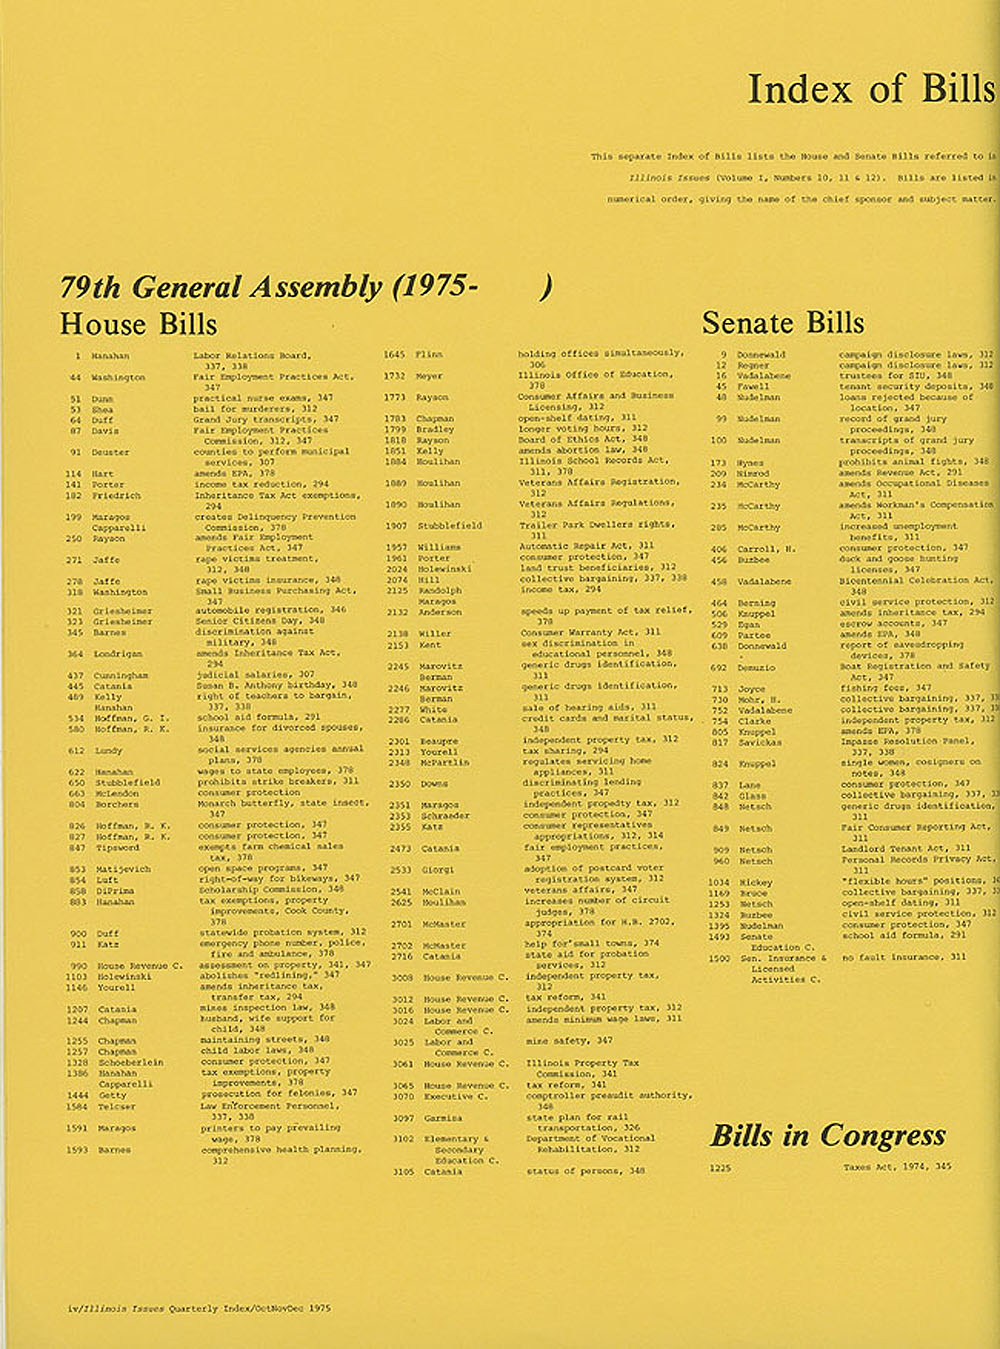 Index of Bills
This separate Index of Bills lists the House and Senate Bills referred to in
Illinois Issues (Volume I, Numbers 10, 11 & 12). Bills are listed in
numerical order, giving the name of the chief sponsor and subject matter.
79th General Assembly (1975- )
House Bills
1 Hanahan Labor Relations Board,
337, 338
44 Washington Fair Employment Practices Act,
347
51 Dunn practical nurse exams, 347
53 Shea bail for murderers, 312
64 Duff Grand Jury transcripts, 347
87 Davis Fair Employment Practices
Commission, 312, 347
91 Deuster counties to perform municipal
services, 307
114 Hart amends EPA, 378
141 Porter income tax reduction, 294
182 Friedrich Inheritance Tax Act exemptions,
294
199 Maragos creates Delinquency Prevention
Capparelli Commission, 378
250 Rayson amends Fair Employment
Practices Act, 347
271 Jaffe rape victims treatment,
312, 348
278 Jaffe rape victims insurance, 348
318 Washington Small Business Purchasing Act,
347
321 Griesheimer automobile registration, 346
323 Griesheimer Senior Citizens Day, 348
345 Barnes discrimination against
military, 348
364 Londrigan amends Inheritance Tax Act,
294
437 Cunningham judicial salaries, 307
445 Catania Susan B. Anthony birthday, 348
489 Kelly right of teachers to bargain,
Hanahan 337, 338
534 Hoffman, G. L. school aid formula, 291
580 Hoffman, R. K. insurance for divorced spouses,
348
612 Lundy social services agencies annual
plans, 378
622 Hanahan wages to state employees, 378
650 Stubblefield prohibits strike breakers, 311
663 McLendon consumer protection
804 Borchers Monarch butterfly, state insect,
347
826 Hoffman, R. K. consumer protection, 347
827 Hoffman, R. K. consumer protection, 347
847 Tipsword exempts farm chemical sales
tax, 378
853 Matijevich open space programs, 347
854 Luft right-of-way for bikeways, 347
858 DiPrima Scholarship Commission, 348
883 Hanahan tax exemptions, property
improvements, Cook County,
378
900 Duff statewide probation system, 312
911 Katz emergency phone number, police,
fire and ambulance, 378
990 House Revenue C. assessment on property, 341, 347
1103 Holewinski abolishes "redlining," 347
1146 Yourell amends inheritance tax,
transfer tax, 294
1207 Catania mines inspection law, 348
1244 Chapman husband, wife support for
child, 348
1255 Chapman maintaining streets, 348
1257 Chapman child labor laws, 348
1328 Schoeberlein consumer protection, 347
1386 Hanahan tax exemptions, property
Capparelli improvements, 378
1444 Getty prosecution for felonies, 347
1584 Telcser Law Enforcement Personnel,
337, 338
1591 Maragos printers to pay prevailing
wage, 378
1593 Barnes comprehensive health planning,
312
1645 Flinn holding offices simultaneously,
306
1732 Meyer Illinois Office of Education,
378
1773 Rayson Consumer Affairs and Business
Licensing, 312
1783 Chapman open-shelf dating, 311
1799 Bradley longer voting hours, 312
1818 Rayson Board of Ethics Act, 348
1851 Kelly amends abortion law, 348
1884 Houlihan Illinois School Records Act,
311, 378
1889 Houlihan Veterans Affairs Registration,
312
1890 Houlihan Veterans Affairs Regulations,
312
1907 Stubblefield Trailer Park Dwellers rights,
311
1957 Williams Automatic Repair Act, 311
1961 Porter consumer protection, 347
2024 Holewinski land trust beneficiaries, 312
2074 Hill collective bargaining, 337, 338
2125 Randolph income tax, 294
Maragos
2132 Anderson speeds up payment of tax relief,
378
2138 Willer Consumer Warranty Act, 311
2153 Kent sex discrimination in
educational personnel, 348
2245 Marovitz generic drugs identification,
Berman 311
2246 Marovitz generic drugs identification,
Berman 311
2277 White sale of hearing aids, 311
2286 Catania credit cards and marital status,
348
2301 Beaupre independent property tax, 312
2313 Yourell tax sharing, 294
2348 McPartlin regulates servicing home
appliances, 311
2350 Downs discriminating lending
practices, 347
2351 Maragos independent property tax, 312
2353 Schraeder consumer protection, 347
2355 Katz consumer representatives
appropriations, 312, 314
2473 Catania fair employment practices,
347
2533 Giorgi adoption of postcard voter
registration system, 312
2541 McClain veterans affairs, 347
2625 Houlihan increases number of circuit
judges, 378
2701 McMaster appropriation for H.B. 2702,
374
2702 McMaster help for small towns, 374
2716 Catania state aid for probation
services, 312
3008 House Revenue C. independent property tax,
312
3012 House Revenue C. tax reform, 341
3016 House Revenue C. independent property tax, 312
3024 Labor and amends minimum wage laws, 311
Commerce C.
3025 Labor and mine safety, 347
Commerce C.
3061 House Revenue C. Illinois Property Tax
Commission, 341
3065 House Revenue C. tax reform, 341
3070 Executive C. comptroller preaudit authority,
348
3097 Garmisa state plan for rail
transportation, 326
3102 Elementary & Department of Vocational
Secondary Rehabilitation, 312
Education C.
3105 Catania status of persons, 348
Senate Bills
9 Donnewald campaign disclosure laws, 312
12 Regner campaign disclosure laws, 312
16 Vadalabene trustees for SIU, 348
45 Fawell tenant security deposits, 348
48 Nudelman loans rejected because of
location, 347
99 Nudelman record of grand jury
proceedings, 348
100 Nudelman transcripts of grand jury
proceedings, 348
173 Hynes prohibits animal fights, 348
209 Nimrod amends Revenue Act, 291
234 McCarthy amends Occupational Diseases
Act, 311
235 McCarthy amends Workman's Compensation
Act, 311
285 McCarthy increased unemployment
benefits, 311
406 Carroll, H. consumer protection, 347
456 Buzbee duck and goose hunting
licenses, 347
458 Vadalabene Bicentennial Celebration Act,
348
464 Berning civil service protection, 312
506 Knuppel amends inheritance tax, 294
529 Egan escrow accounts, 347
609 Partee amends EPA, 348
638 Donnewald report of eavesdropping
devices, 378
692 Demuzio Boat Registration and Safety
Act, 347
713 Joyce fishing fees, 347
730 Mohr, H. collective bargaining, 337,
752 Vadalabene collective bargaining, 337,
754 Clarke independent property tax, 312
805 Knuppel amends EPA, 378
817 Savickas Impasse Resolution Panel,
337, 338
824 Knuppel single women, cosigners on
notes, 348
837 Lane consumer protection, 347
842 Glass collective bargaining, 337,
848 Netsch generic drugs identification,
311
849 Netsch Fair Consumer Reporting Act,
311
909 Netsch Landlord Tenant Act, 311
960 Netsch Personal Records Privacy Act,
311
1034 Hickey "flexible hours" positions,
1169 Bruce collective bargaining, 337,
1253 Netsch open-shelf dating, 311
1324 Buzbee civil service protection, 312
1395 Nudelman consumer protection, 347
1493 Senate school aid formula, 291
Education C.
1500 Sen. Insurance & no fault insurance, 311
Licensed
Activities C.
Bills in Congress
1225 Taxes Act, 1974, 345
iv/Illinois Issues Quarterly Index/OctNovDec 1975